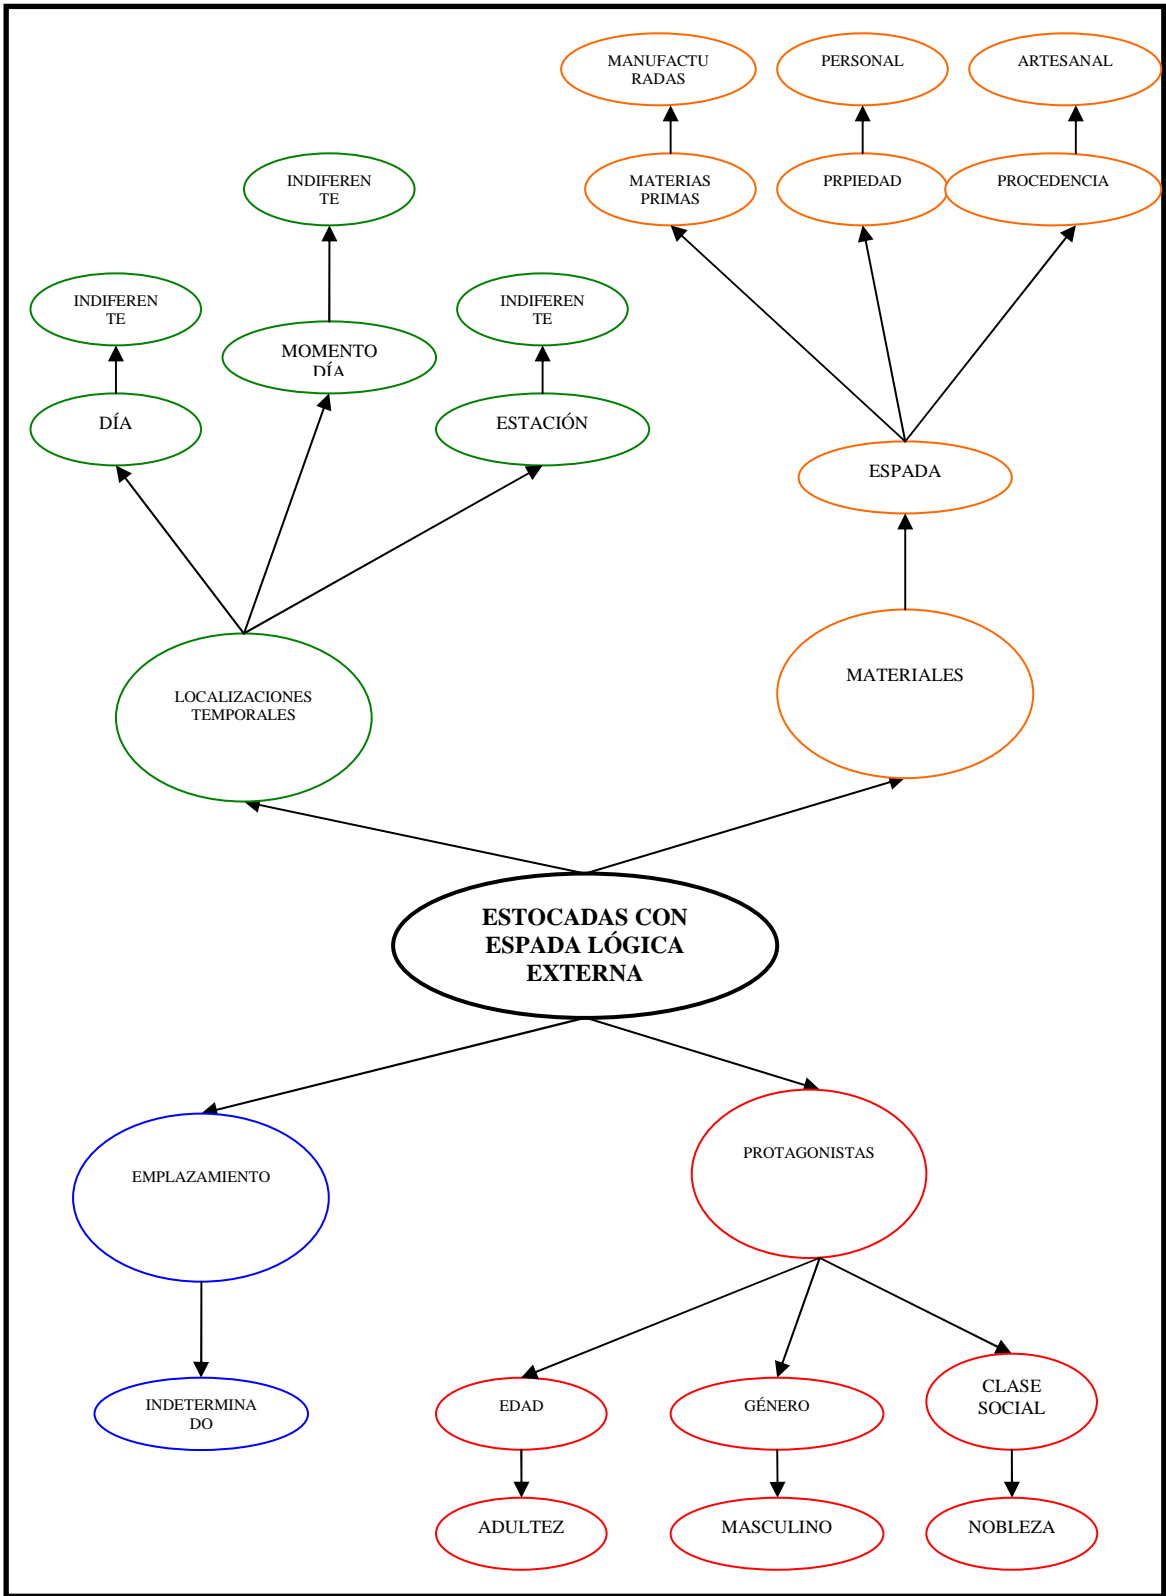 MANUFACTU
RADAS
PERSONAL
ARTESANAL
INDIFEREN
TE
MATERIAS
PRIMAS
PRPIEDAD
PROCEDENCIA
INDIFEREN
TE
INDIFEREN
TE
MOMENTO
DÍA
DÍA
ESTACIÓN
ESPADA
LOCALIZACIONES
TEMPORALES
MATERIALES
ESTOCADAS CON
ESPADA LÓGICA
EXTERNA
EMPLAZAMIENTO
PROTAGONISTAS
INDETERMINA
DO
EDAD
GÉNERO
CLASE
SOCIAL
ADULTEZ
MASCULINO
NOBLEZA